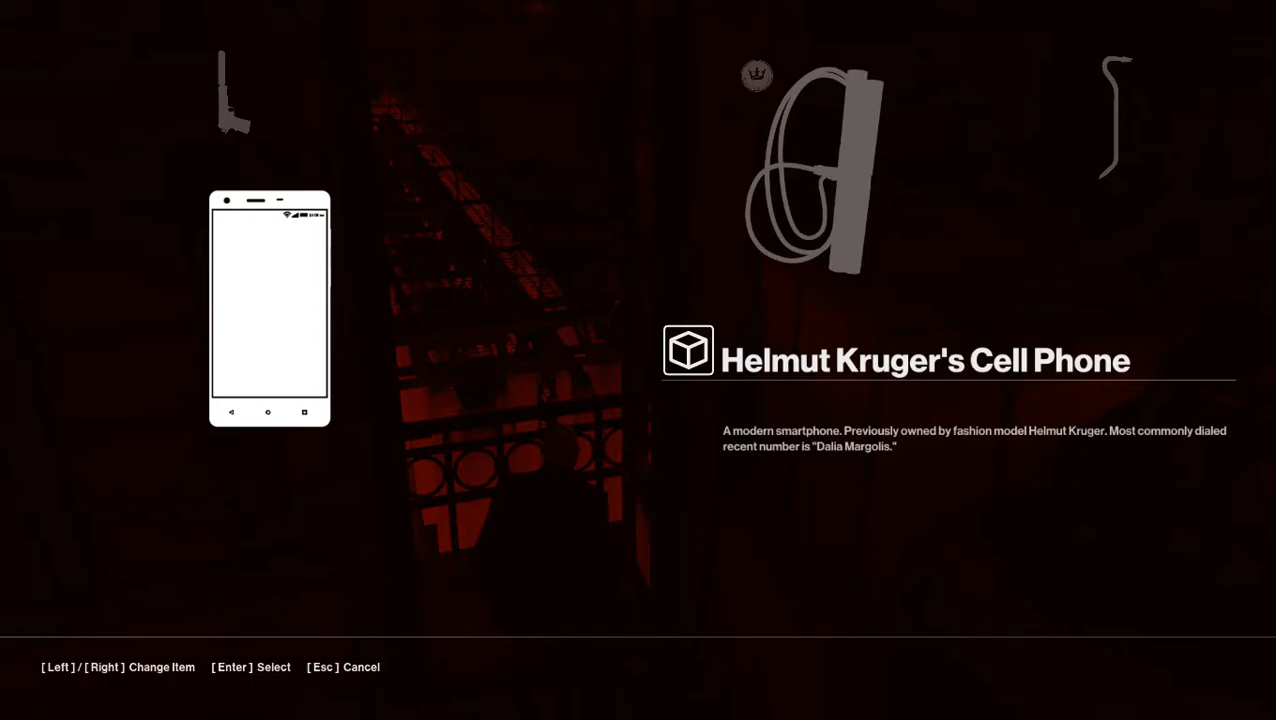 Helmut Kruger's Cell Phone
A modern smartphone. Previously owned by fashion model Helmut Kruger. Most commonly dialed
recent number is "Dalia Margolis."
[ Left ] / [ Right ] Change Item [ Enter ] Select [ Esc ] Cancel